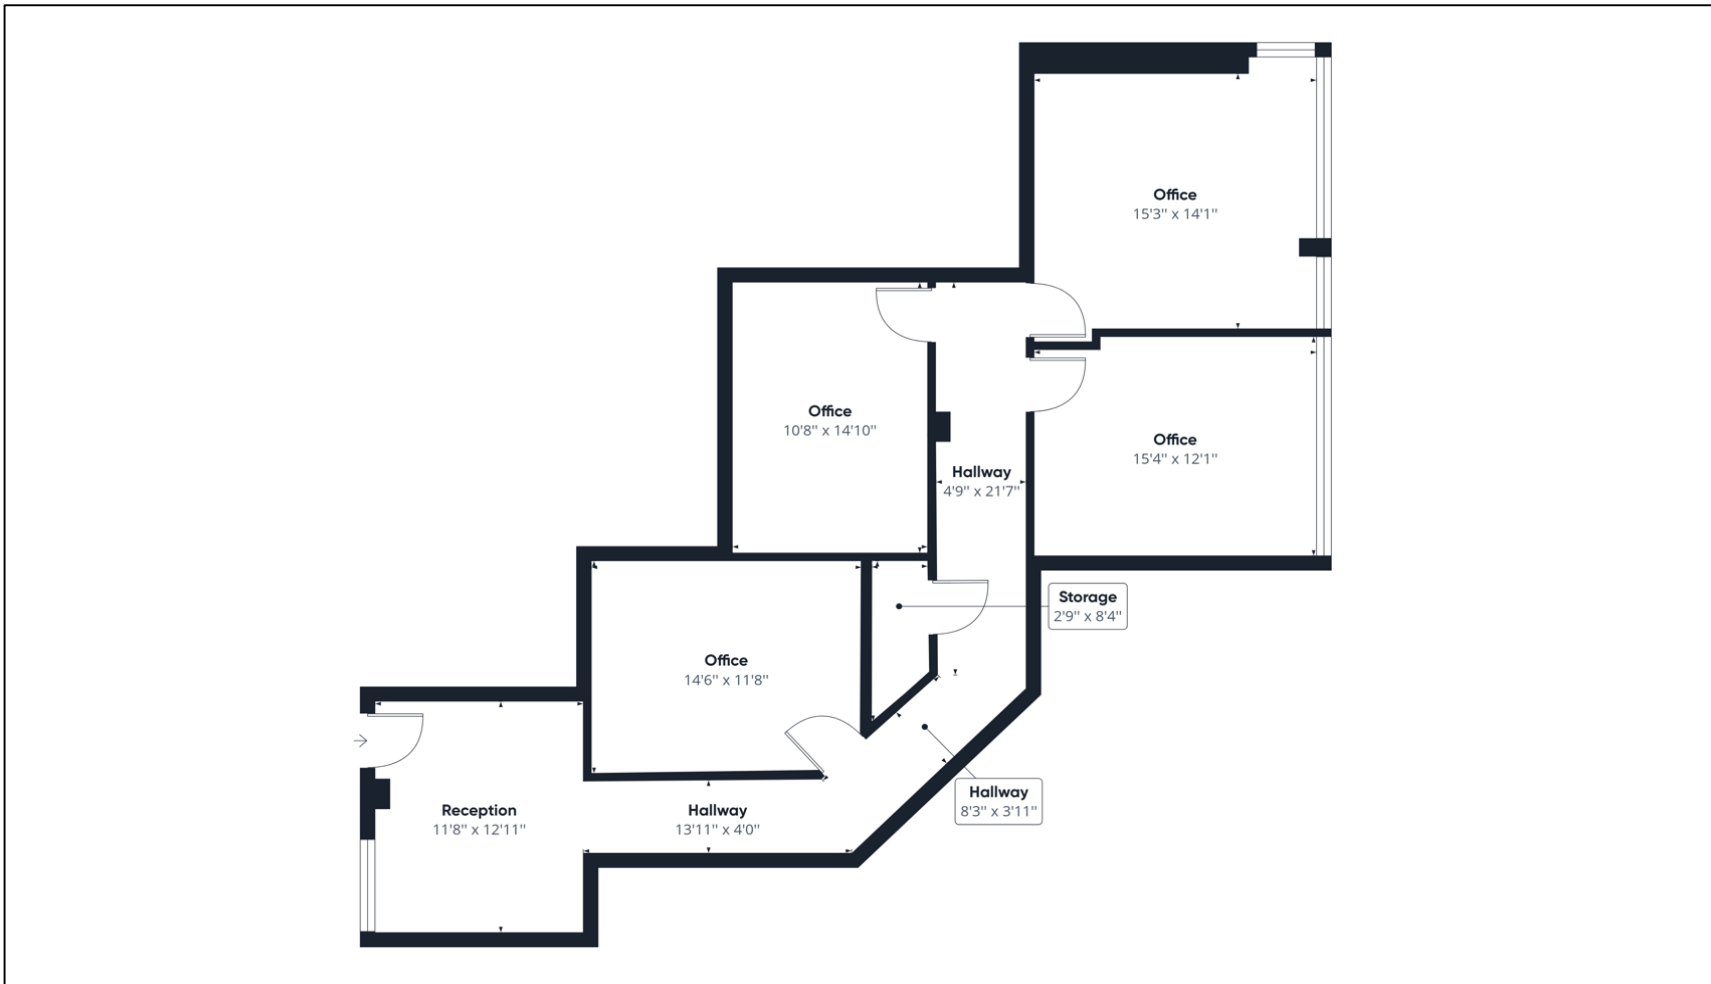 Office
15'3" x 14'1"
Office
10'8" x 14'10"
Office
15'4" x 12'1"
Hallway
4'9" x 21'7"
Storage
2'9" x 8'4"
Office
14'6" x 11'8"
Reception
11'8" x 12'11"
Hallway
13'11" x 4'0"
Hallway
8'3" x 3'11"